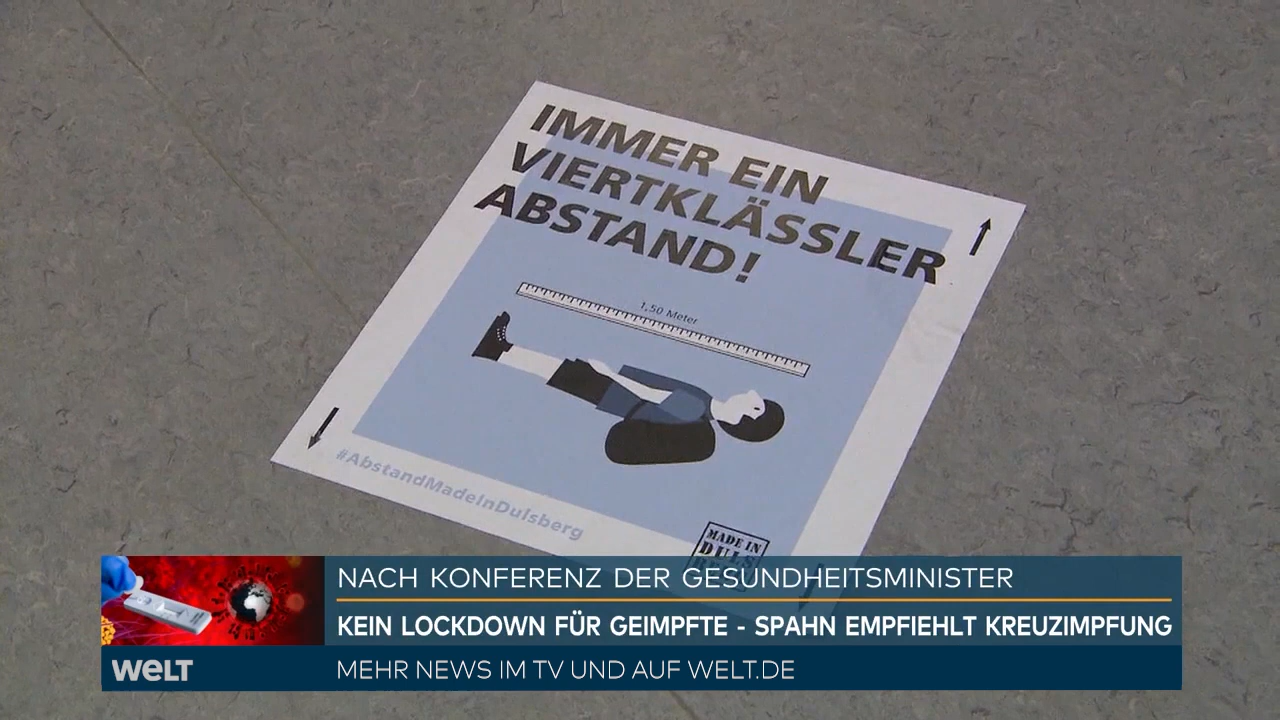 IMMER EIN
VIERTKLÄSSLER
ABSTAND!
1,50 Meter
#AbstandMadeInDulsberg
MADE IN
DULS
NACH KONFERENZ DER GESUNDHEITSMINISTER
KEIN LOCKDOWN FÜR GEIMPFTE - SPAHN EMPFIEHLT KREUZIMPFUNG
WELT
MEHR NEWS IM TV UND AUF WELT.DE